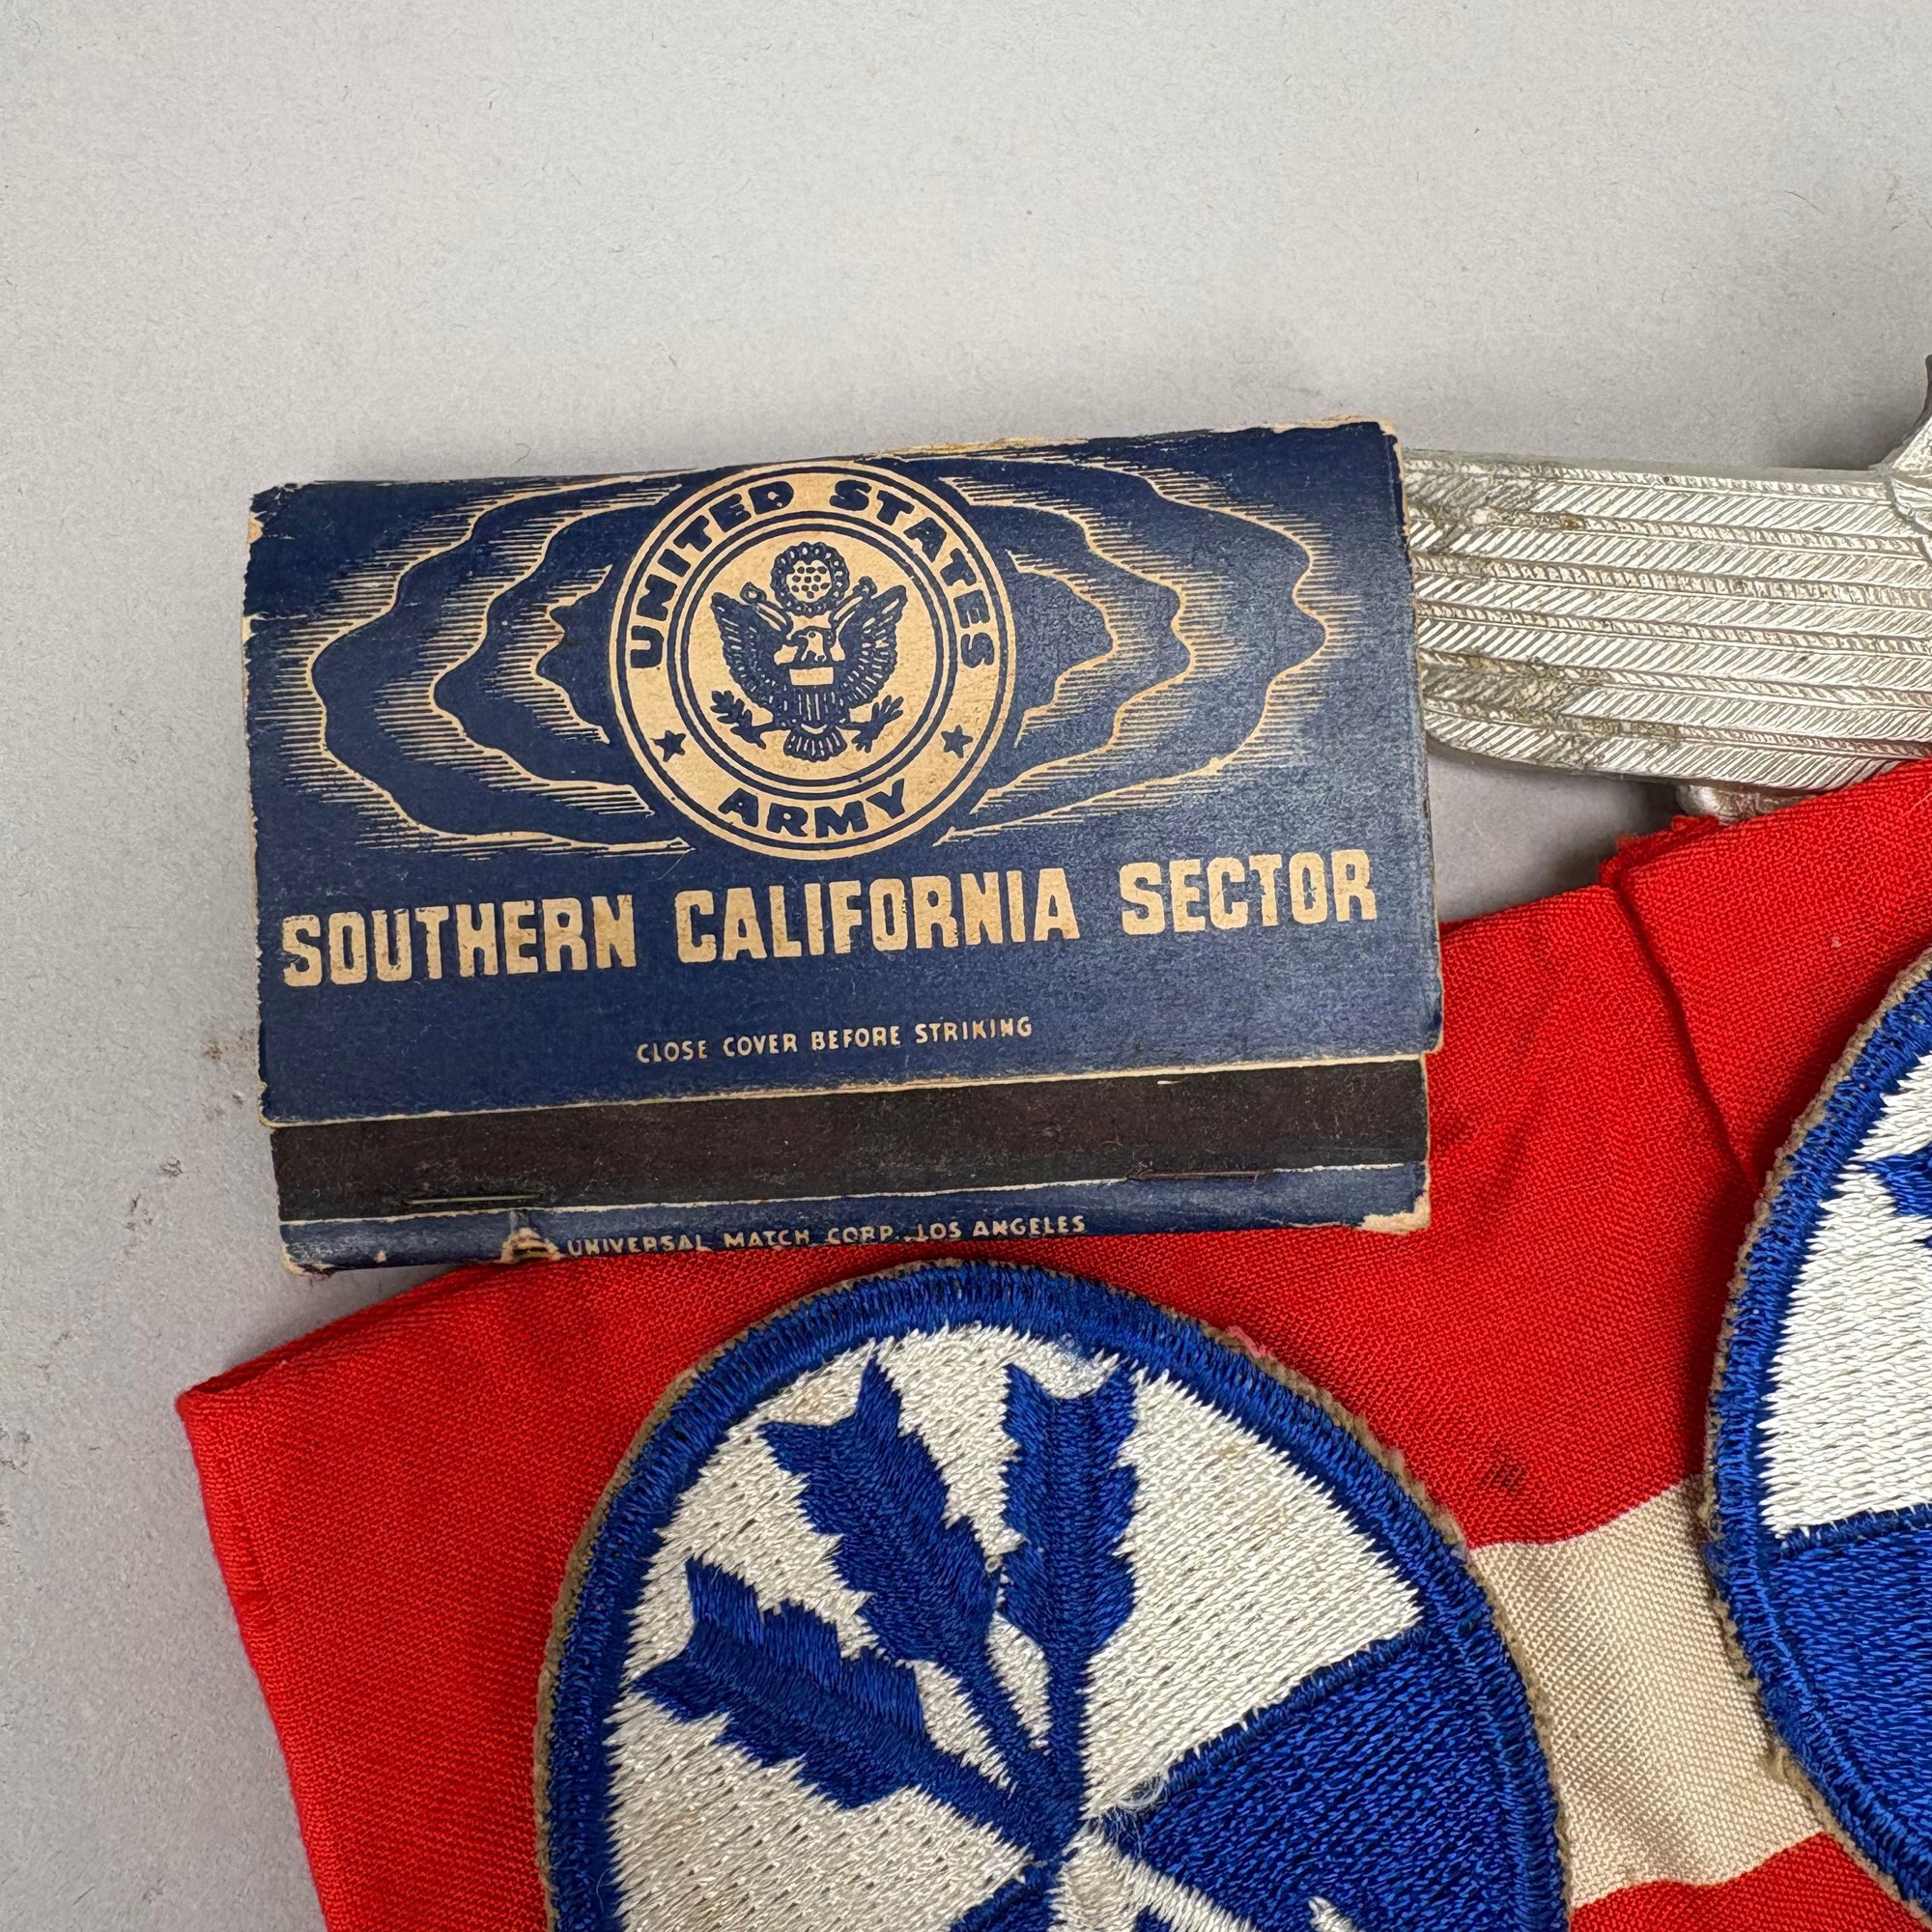 UNITED STATES
ARMY
SOUTHERN CALIFORNIA SECTOR
CLOSE COVER BEFORE STRIKING
UNIVERSAL MATCH CORP., LOS ANGELES